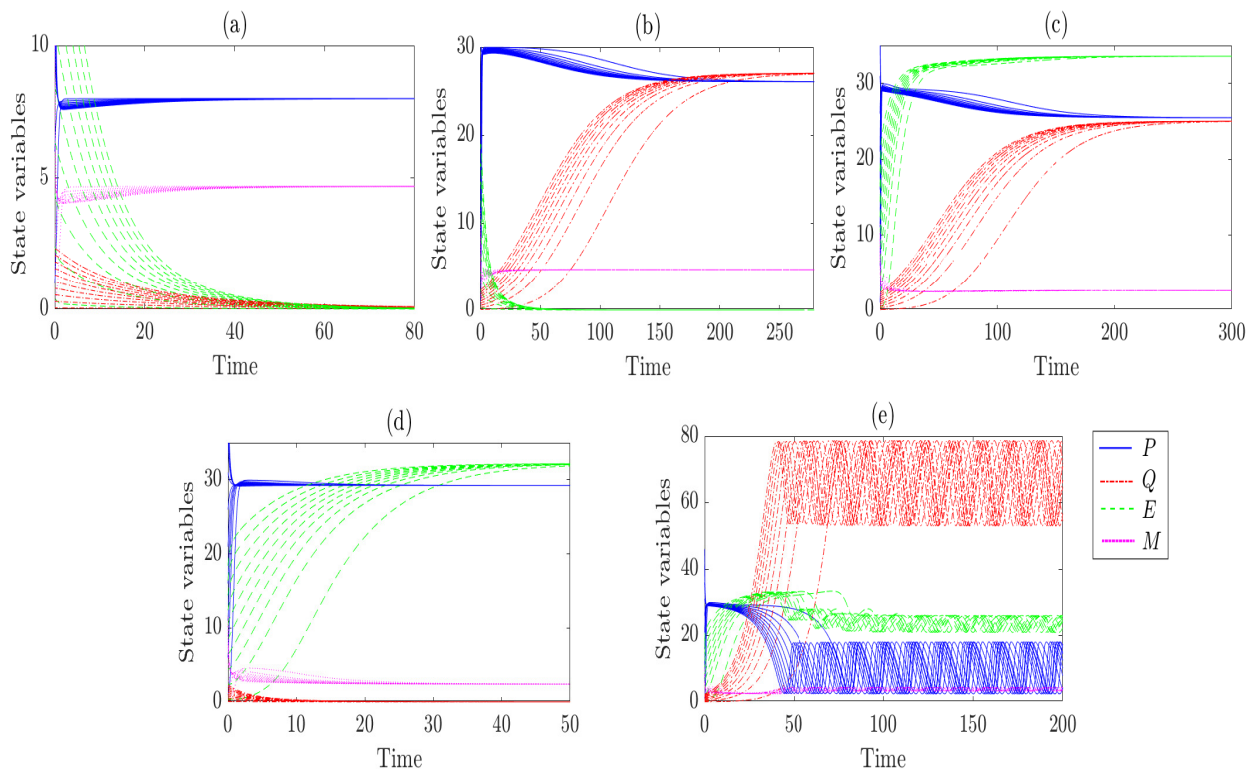 (a)
10
5
0
0 20 40 60 80
State variables
Time
(b)
30
20
10
0
0 50 100 150 200 250
State variables
Time
(c)
30
20
10
0
0 100 200 300
State variables
Time
(d)
30
20
10
0
0 10 20 30 40 50
State variables
Time
(e)
80
60
40
20
0
0 50 100 150 200
State variables
Time
P
Q
E
M